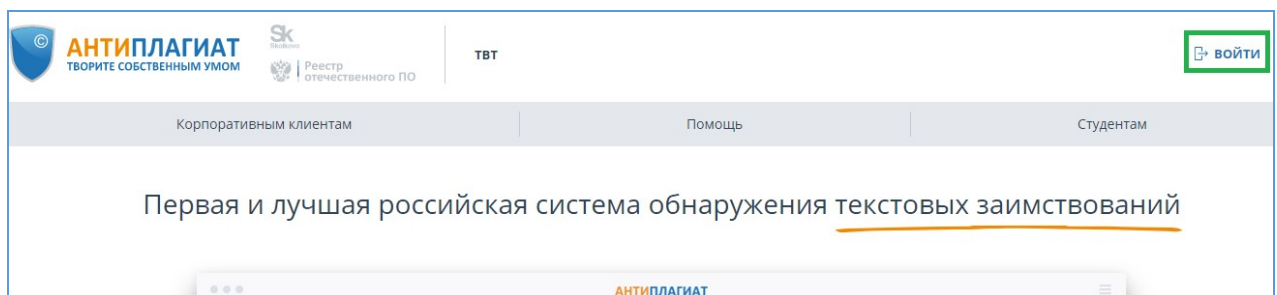 ©
АНТИПЛАГИАТ
ТВОРИТЕ СОБСТВЕННЫМ УМОМ
Sk
Skolkovo
Реестр
отечественного ПО
ТВТ
ВОЙТИ
Корпоративным клиентам
Помощь
Студентам
Первая и лучшая российская система обнаружения текстовых заимствований
АНТИПЛАГИАТ